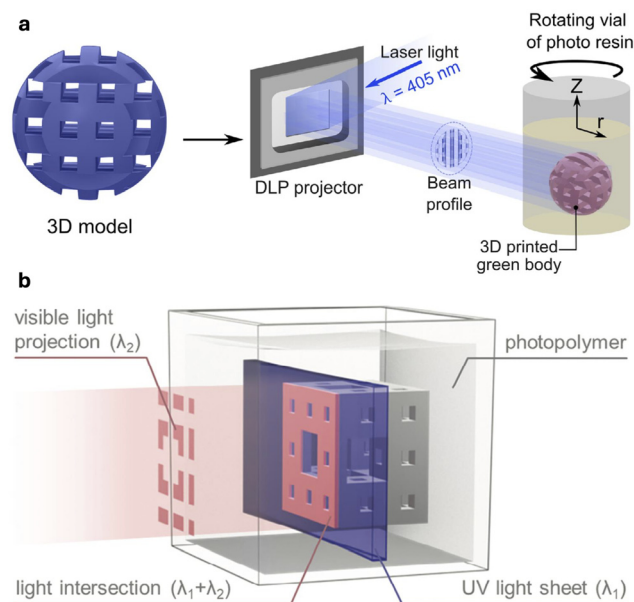 a
Rotating vial
of photo resin
Laser light
λ = 405 nm
Z
r
DLP projector
Beam
profile
3D model
3D printed
green body
b
visible light
projection (λ₂)
photopolymer
light intersection (λ₁+λ₂)
UV light sheet (λ₁)